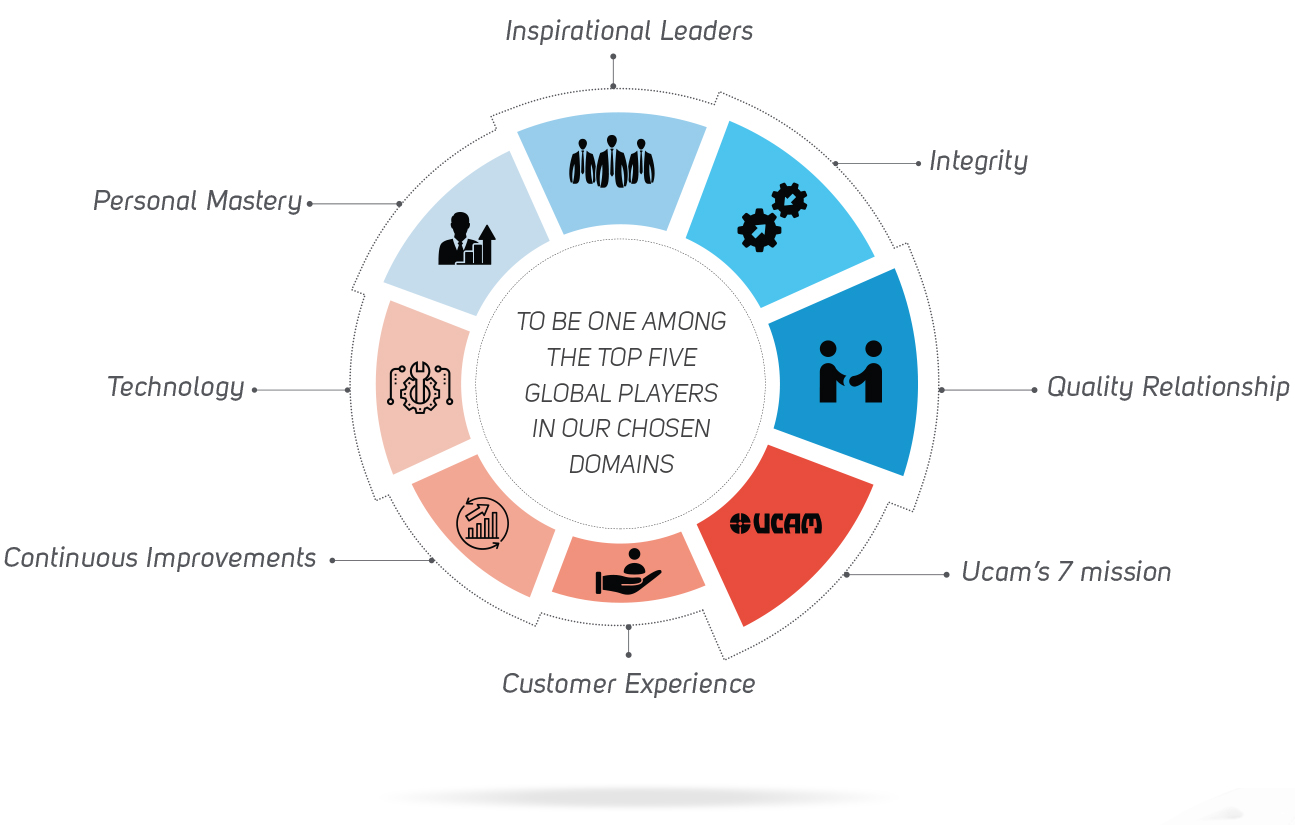 Inspirational Leaders
Integrity
Personal Mastery
TO BE ONE AMONG
THE TOP FIVE
GLOBAL PLAYERS
IN OUR CHOSEN
DOMAINS
Technology
Quality Relationship
UCAM
Continuous Improvements
Ucam's 7 mission
Customer Experience